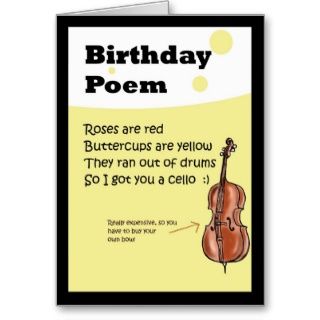 Birthday
Poem
Roses are red
Buttercups are yellow
They ran out of drums
So I got you a cello :)
Really expensive, so you
have to buy your
own bow!